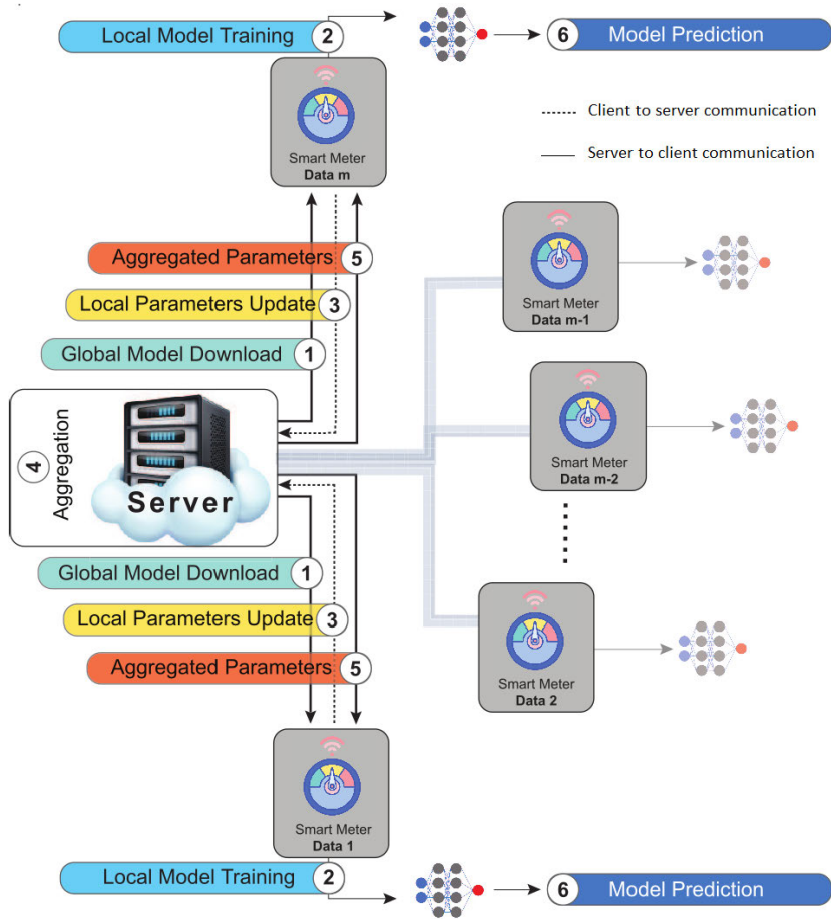 Local Model Training 2
6 Model Prediction
Smart Meter
Data m
Client to server communication
Server to client communication
Aggregated Parameters 5
Local Parameters Update 3
Global Model Download 1
Smart Meter
Data m-1
Smart Meter
Data m-2
4 Aggregation
Server
Global Model Download 1
Local Parameters Update 3
Aggregated Parameters 5
Smart Meter
Data 2
Smart Meter
Data 1
Local Model Training 2
6 Model Prediction